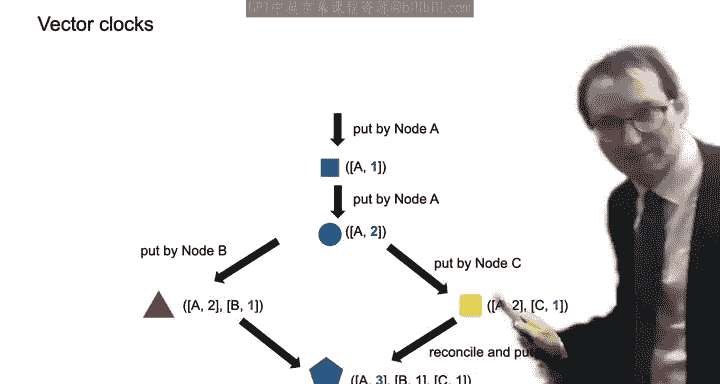 Vector clocks
put by Node A
([A, 1])
put by Node A
([A, 2])
put by Node B
put by Node C
([A, 2], [B, 1])
2], [C, 1])
reconcile and
([A, 3], [B, 1], [C, 1])